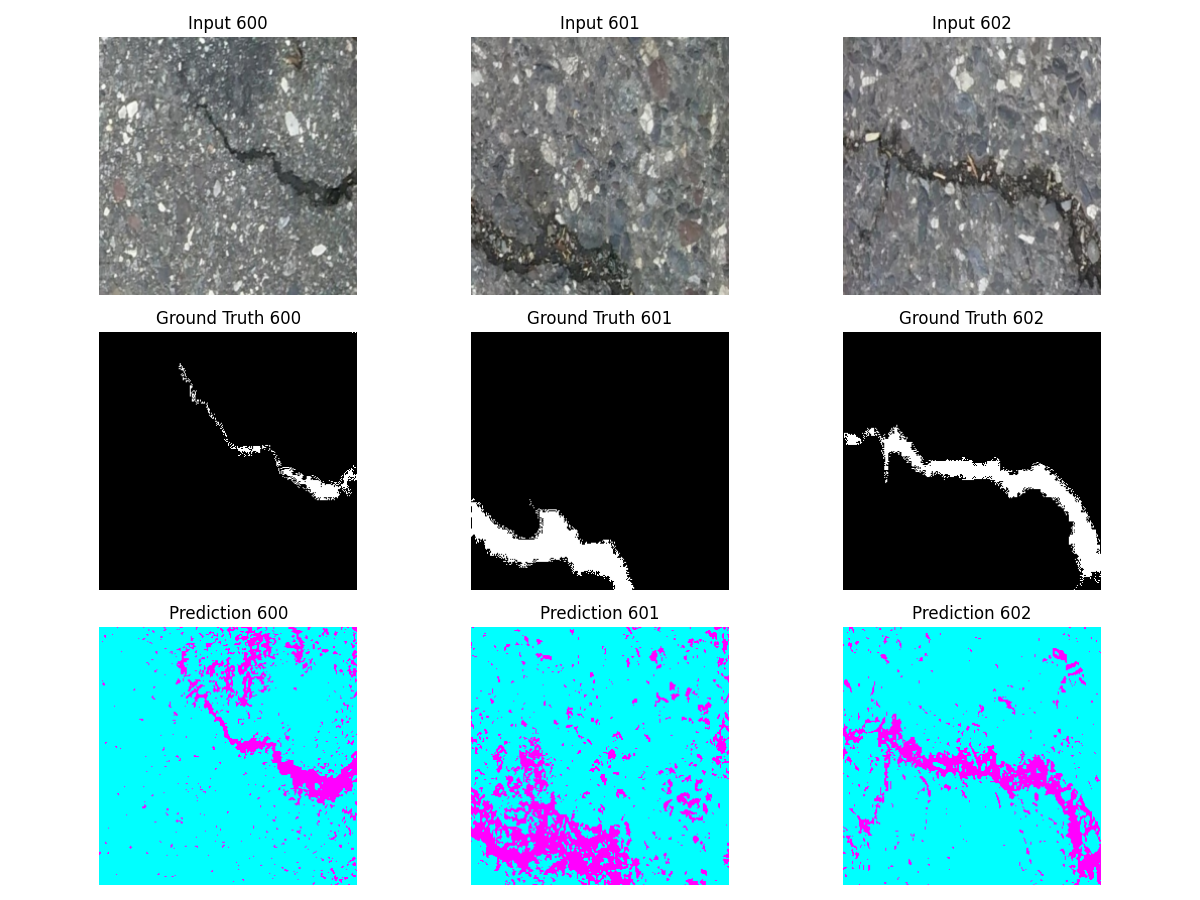 Input 600
Input 601
Input 602
Ground Truth 600
Ground Truth 601
Ground Truth 602
Prediction 600
Prediction 601
Prediction 602